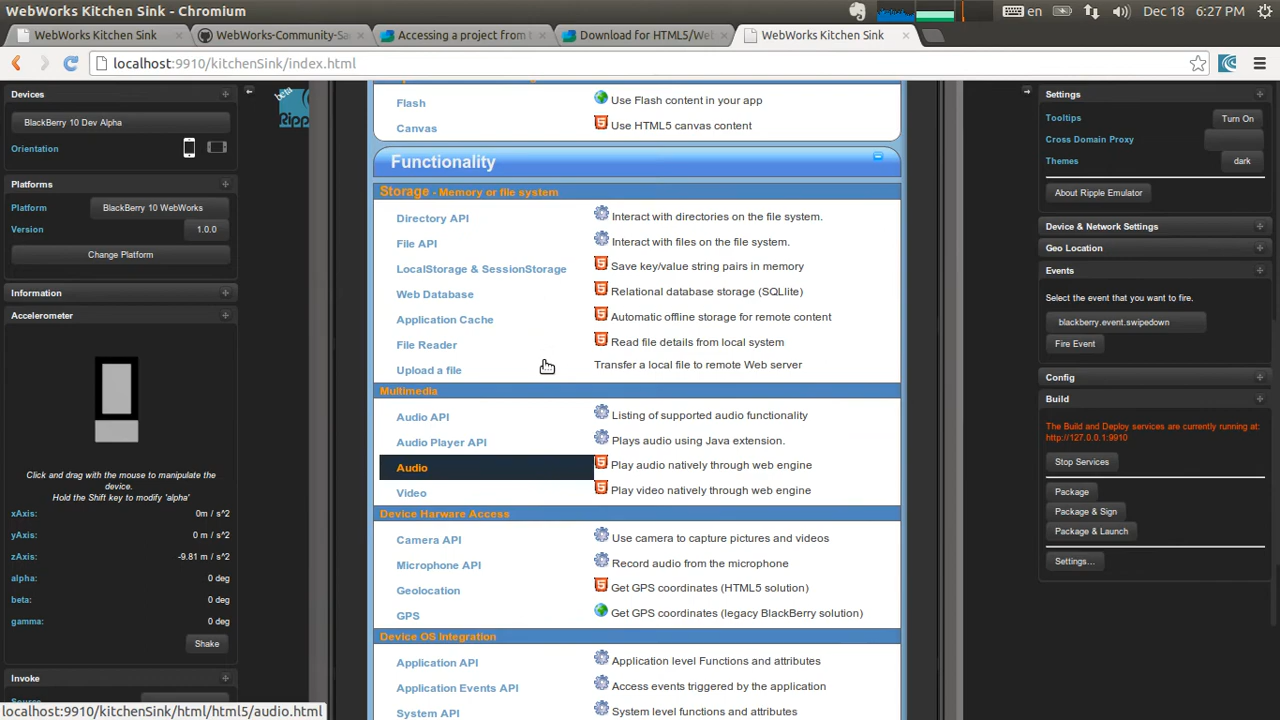 WebWorks Kitchen Sink - Chromium
en
Dec 18
6:27 PM
WebWorks Kitchen Sink
WebWorks-Community-Sa
Accessing a project from t
Download for HTML5/We
WebWorks Kitchen Sink
localhost:9910/kitchenSink/index.html
Devices
BlackBerry 10 Dev Alpha
Orientation
Platforms
Platform
BlackBerry 10 WebWorks
Version
1.0.0
Change Platform
Information
Accelerometer
Click and drag with the mouse to manipulate the
device.
Hold the Shift key to modify 'alpha'
xAxis: 0m / s^2
yAxis: 0 m / s^2
zAxis: -9.81 m / s^2
alpha: 0 deg
beta: 0 deg
gamma: 0 deg
Shake
Invoke
beta
Flash Use Flash content in your app
Canvas Use HTML5 canvas content
Functionality
Storage - Memory or file system
Directory API Interact with directories on the file system.
File API Interact with files on the file system.
LocalStorage & SessionStorage Save key/value string pairs in memory
Web Database Relational database storage (SQLlite)
Application Cache Automatic offline storage for remote content
File Reader Read file details from local system
Upload a file Transfer a local file to remote Web server
Multimedia
Audio API Listing of supported audio functionality
Audio Player API Plays audio using Java extension.
Audio Play audio natively through web engine
Video Play video natively through web engine
Device Harware Access
Camera API Use camera to capture pictures and videos
Microphone API Record audio from the microphone
Geolocation Get GPS coordinates (HTML5 solution)
GPS Get GPS coordinates (legacy BlackBerry solution)
Device OS Integration
Application API Application level Functions and attributes
Application Events API Access events triggered by the application
System API System level functions and attributes
Settings
Tooltips Turn On
Cross Domain Proxy
Themes dark
About Ripple Emulator
Device & Network Settings
Geo Location
Events
Select the event that you want to fire.
blackberry.event.swipedown
Fire Event
Config
Build
The Build and Deploy services are currently running at:
http://127.0.0.1:9910
Stop Services
Package
Package & Sign
Package & Launch
Settings...
localhost:9910/kitchenSink/html/html5/audio.html